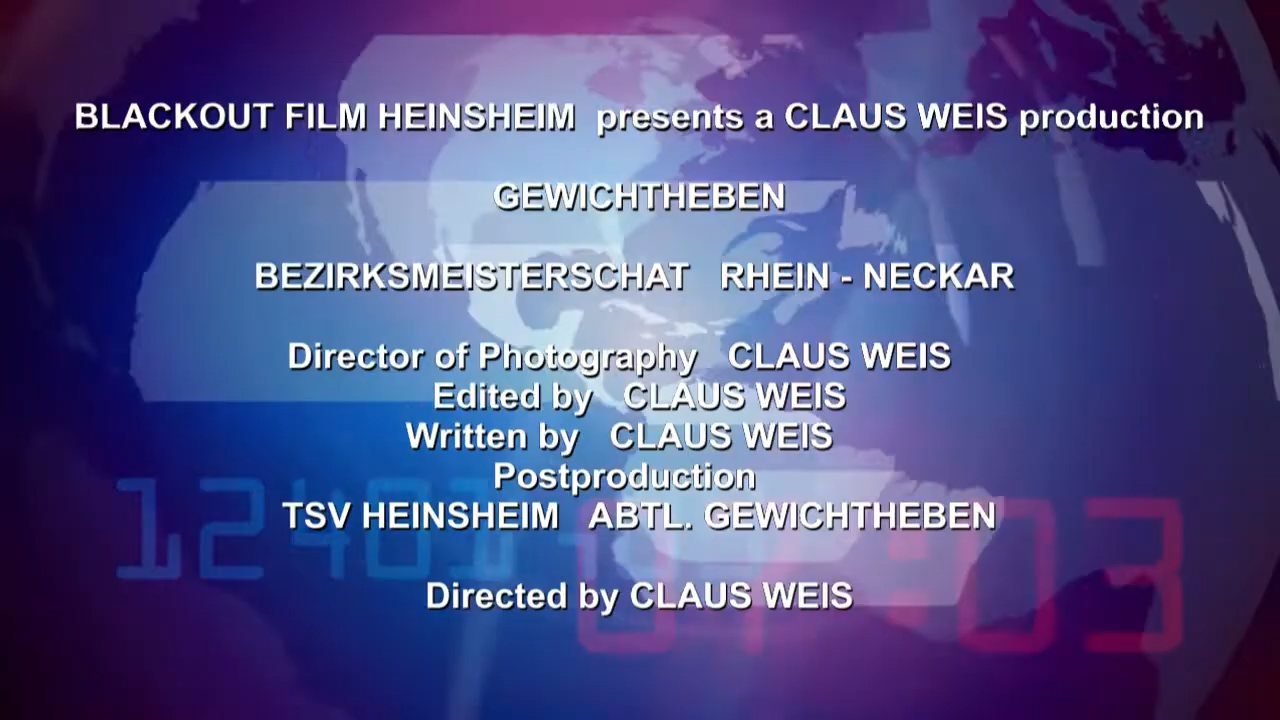 BLACKOUT FILM HEINSHEIM presents a CLAUS WEIS production
GEWICHTHEBEN
BEZIRKSMEISTERSCHAT RHEIN - NECKAR
Director of Photography CLAUS WEIS
Edited by CLAUS WEIS
Written by CLAUS WEIS
Postproduction
TSV HEINSHEIM ABTL. GEWICHTHEBEN
Directed by CLAUS WEIS